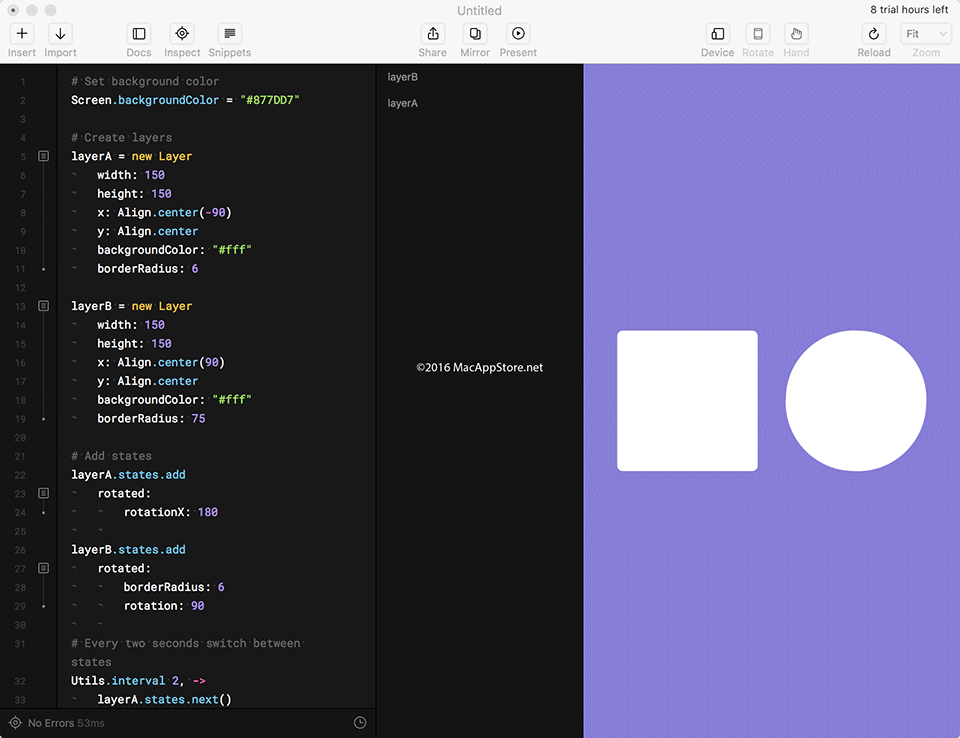 Untitled
8 trial hours left
Fit
Insert Import Docs Inspect Snippets Share Mirror Present Device Rotate Hand Reload Zoom
1 # Set background color
2 Screen.backgroundColor = "#877DD7"
3
4 # Create layers
5 layerA = new Layer
6 width: 150
7 height: 150
8 x: Align.center(-90)
9 y: Align.center
10 backgroundColor: "#fff"
11 borderRadius: 6
12
13 layerB = new Layer
14 width: 150
15 height: 150
16 x: Align.center(90)
17 y: Align.center
18 backgroundColor: "#fff"
19 borderRadius: 75
20
21 # Add states
22 layerA.states.add
23 rotated:
24 rotationX: 180
25
26 layerB.states.add
27 rotated:
28 borderRadius: 6
29 rotation: 90
30
31 # Every two seconds switch between
states
32 Utils.interval 2, ->
33 layerA.states.next()
No Errors 53ms
layerB
layerA
©2016 MacAppStore.net